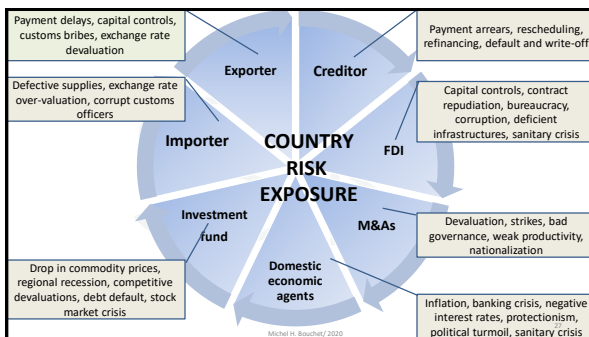 Payment delays, capital controls,
customs bribes, exchange rate
devaluation
Payment arrears, rescheduling,
refinancing, default and write-off
Exporter
Creditor
Defective supplies, exchange rate
over-valuation, corrupt customs
officers
Capital controls, contract
repudiation, bureaucracy,
corruption, deficient
infrastructures, sanitary crisis
Importer
COUNTRY
RISK
EXPOSURE
FDI
Investment
fund
M&As
Devaluation, strikes, bad
governance, weak productivity,
nationalization
Domestic
economic
agents
Drop in commodity prices,
regional recession, competitive
devaluations, debt default, stock
market crisis
Inflation, banking crisis, negative
interest rates, protectionism,
political turmoil, sanitary crisis
27
Michel H. Bouchet/ 2020